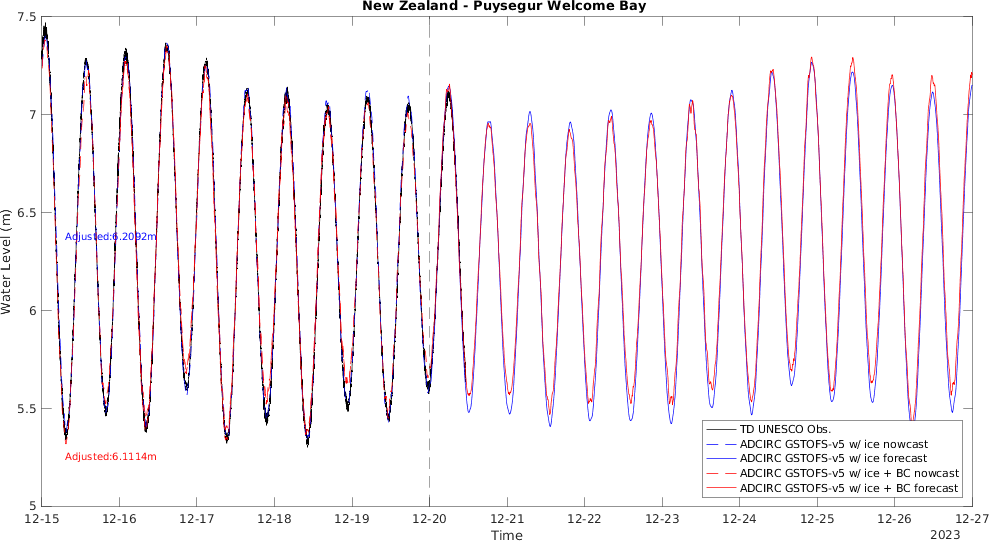 New Zealand - Puysegur Welcome Bay
7.5
7
6.5
6
5.5
5
Water Level (m)
Adjusted:6.2092m
Adjusted:6.1114m
TD UNESCO Obs.
ADCIRC GSTOFS-v5 w/ ice nowcast
ADCIRC GSTOFS-v5 w/ ice forecast
ADCIRC GSTOFS-v5 w/ ice + BC nowcast
ADCIRC GSTOFS-v5 w/ ice + BC forecast
12-15 12-16 12-17 12-18 12-19 12-20 12-21 12-22 12-23 12-24 12-25 12-26 12-27
Time
2023